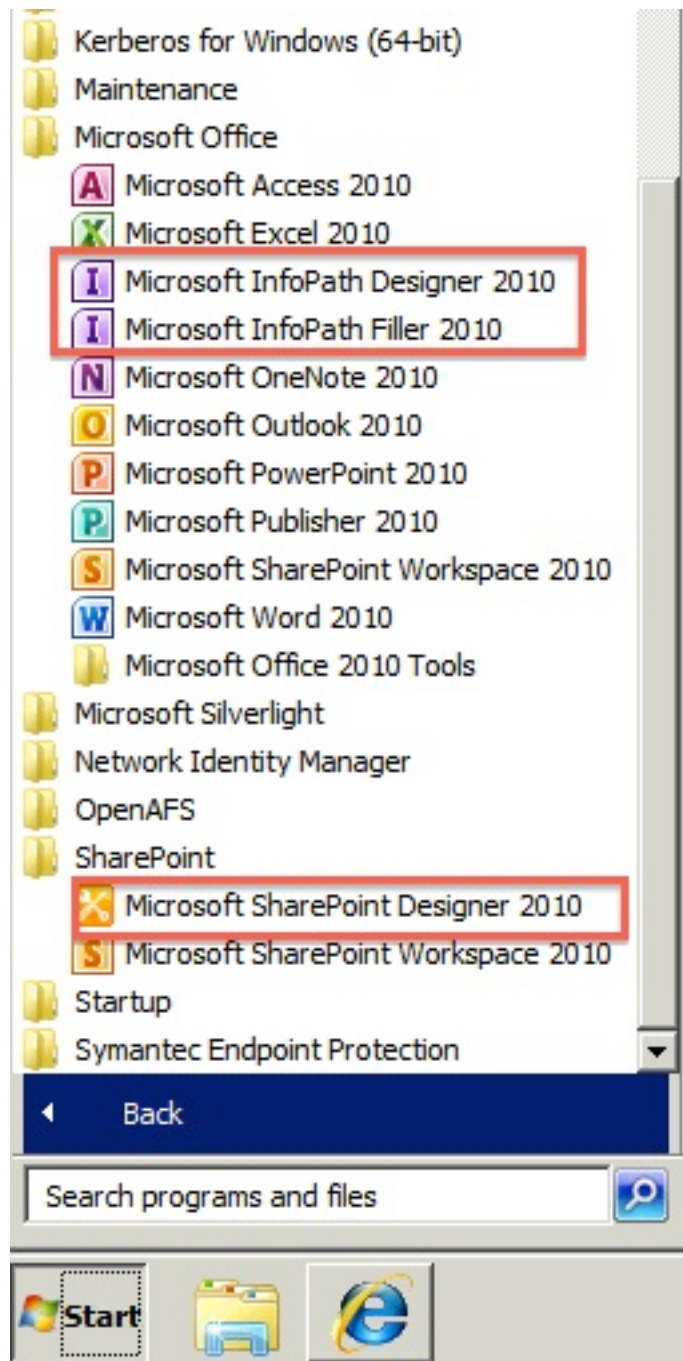 Kerberos for Windows (64-bit)
Maintenance
Microsoft Office
Microsoft Access 2010
Microsoft Excel 2010
Microsoft InfoPath Designer 2010
Microsoft InfoPath Filler 2010
Microsoft OneNote 2010
Microsoft Outlook 2010
Microsoft PowerPoint 2010
Microsoft Publisher 2010
Microsoft SharePoint Workspace 2010
Microsoft Word 2010
Microsoft Office 2010 Tools
Microsoft Silverlight
Network Identity Manager
OpenAFS
SharePoint
Microsoft SharePoint Designer 2010
Microsoft SharePoint Workspace 2010
Startup
Symantec Endpoint Protection
Back
Search programs and files
Start